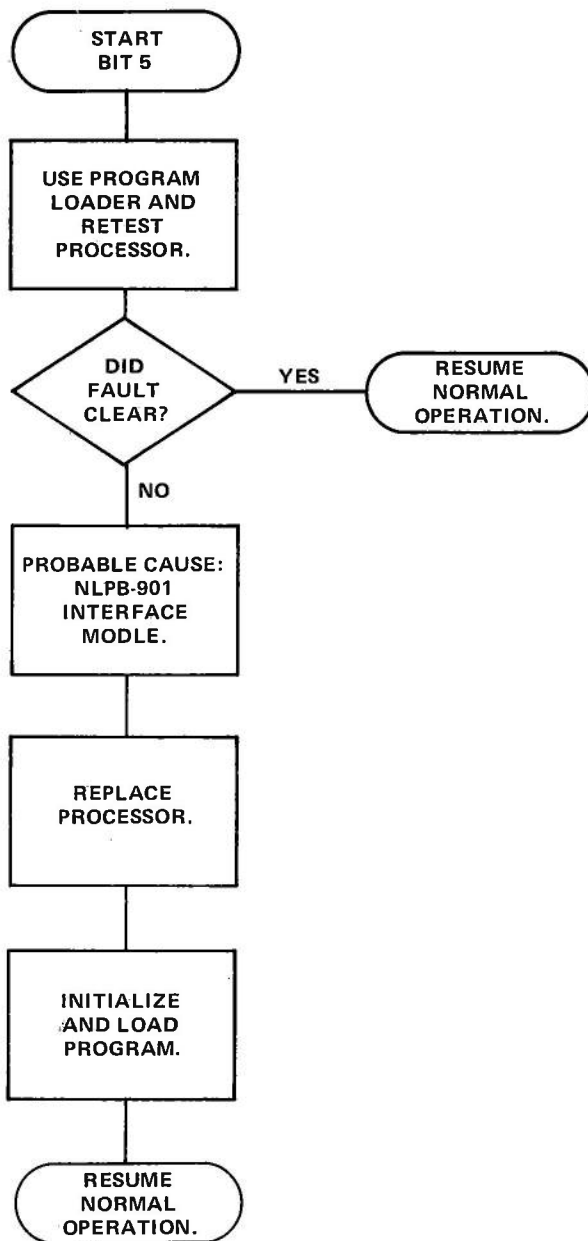 START
BIT 5
USE PROGRAM
LOADER AND
RETEST
PROCESSOR.
DID
FAULT
CLEAR?
YES
RESUME
NORMAL
OPERATION.
NO
PROBABLE CAUSE:
NLPB-901
INTERFACE
MODLE.
REPLACE
PROCESSOR.
INITIALIZE
AND LOAD
PROGRAM.
RESUME
NORMAL
OPERATION.